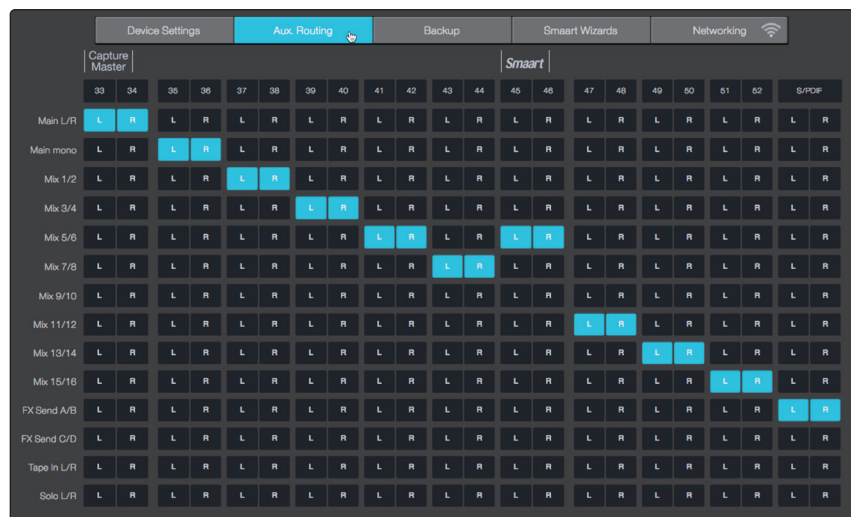 Device Settings Aux. Routing Backup Smaart Wizards Networking
Capture
Master
Smaart
33 34 35 36 37 38 39 40 41 42 43 44 45 46 47 48 49 50 51 52 S/PDIF
Main L/R L R L R L R L R L R L R L R L R L R L R L R
Main mono L R L R L R L R L R L R L R L R L R L R L R
Mix 1/2 L R L R L R L R L R L R L R L R L R L R L R
Mix 3/4 L R L R L R L R L R L R L R L R L R L R L R
Mix 5/6 L R L R L R L R L R L R L R L R L R L R L R
Mix 7/8 L R L R L R L R L R L R L R L R L R L R L R
Mix 9/10 L R L R L R L R L R L R L R L R L R L R L R
Mix 11/12 L R L R L R L R L R L R L R L R L R L R L R
Mix 13/14 L R L R L R L R L R L R L R L R L R L R L R
Mix 15/16 L R L R L R L R L R L R L R L R L R L R L R
FX Send A/B L R L R L R L R L R L R L R L R L R L R L R
FX Send C/D L R L R L R L R L R L R L R L R L R L R L R
Tape In L/R L R L R L R L R L R L R L R L R L R L R L R
Solo L/R L R L R L R L R L R L R L R L R L R L R L R